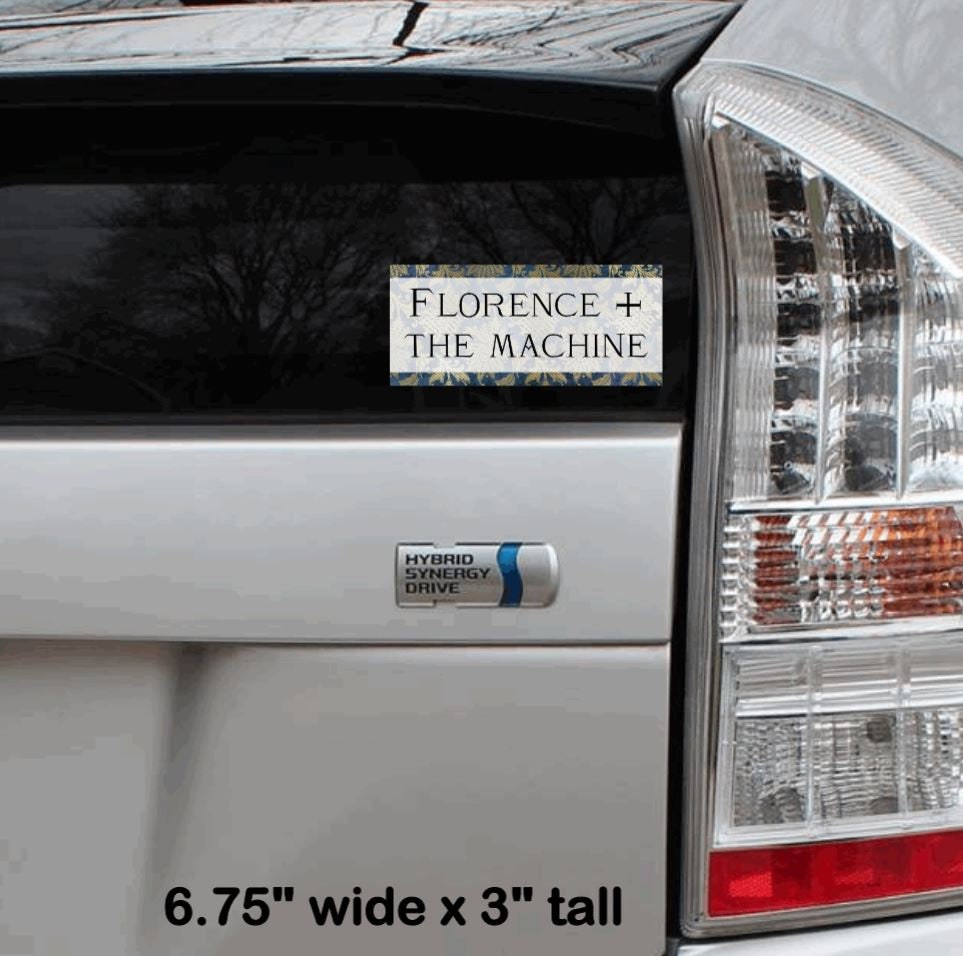 FLORENCE +
THE MACHINE
HYBRID
SYNERGY
DRIVE
6.75" wide x 3" tall